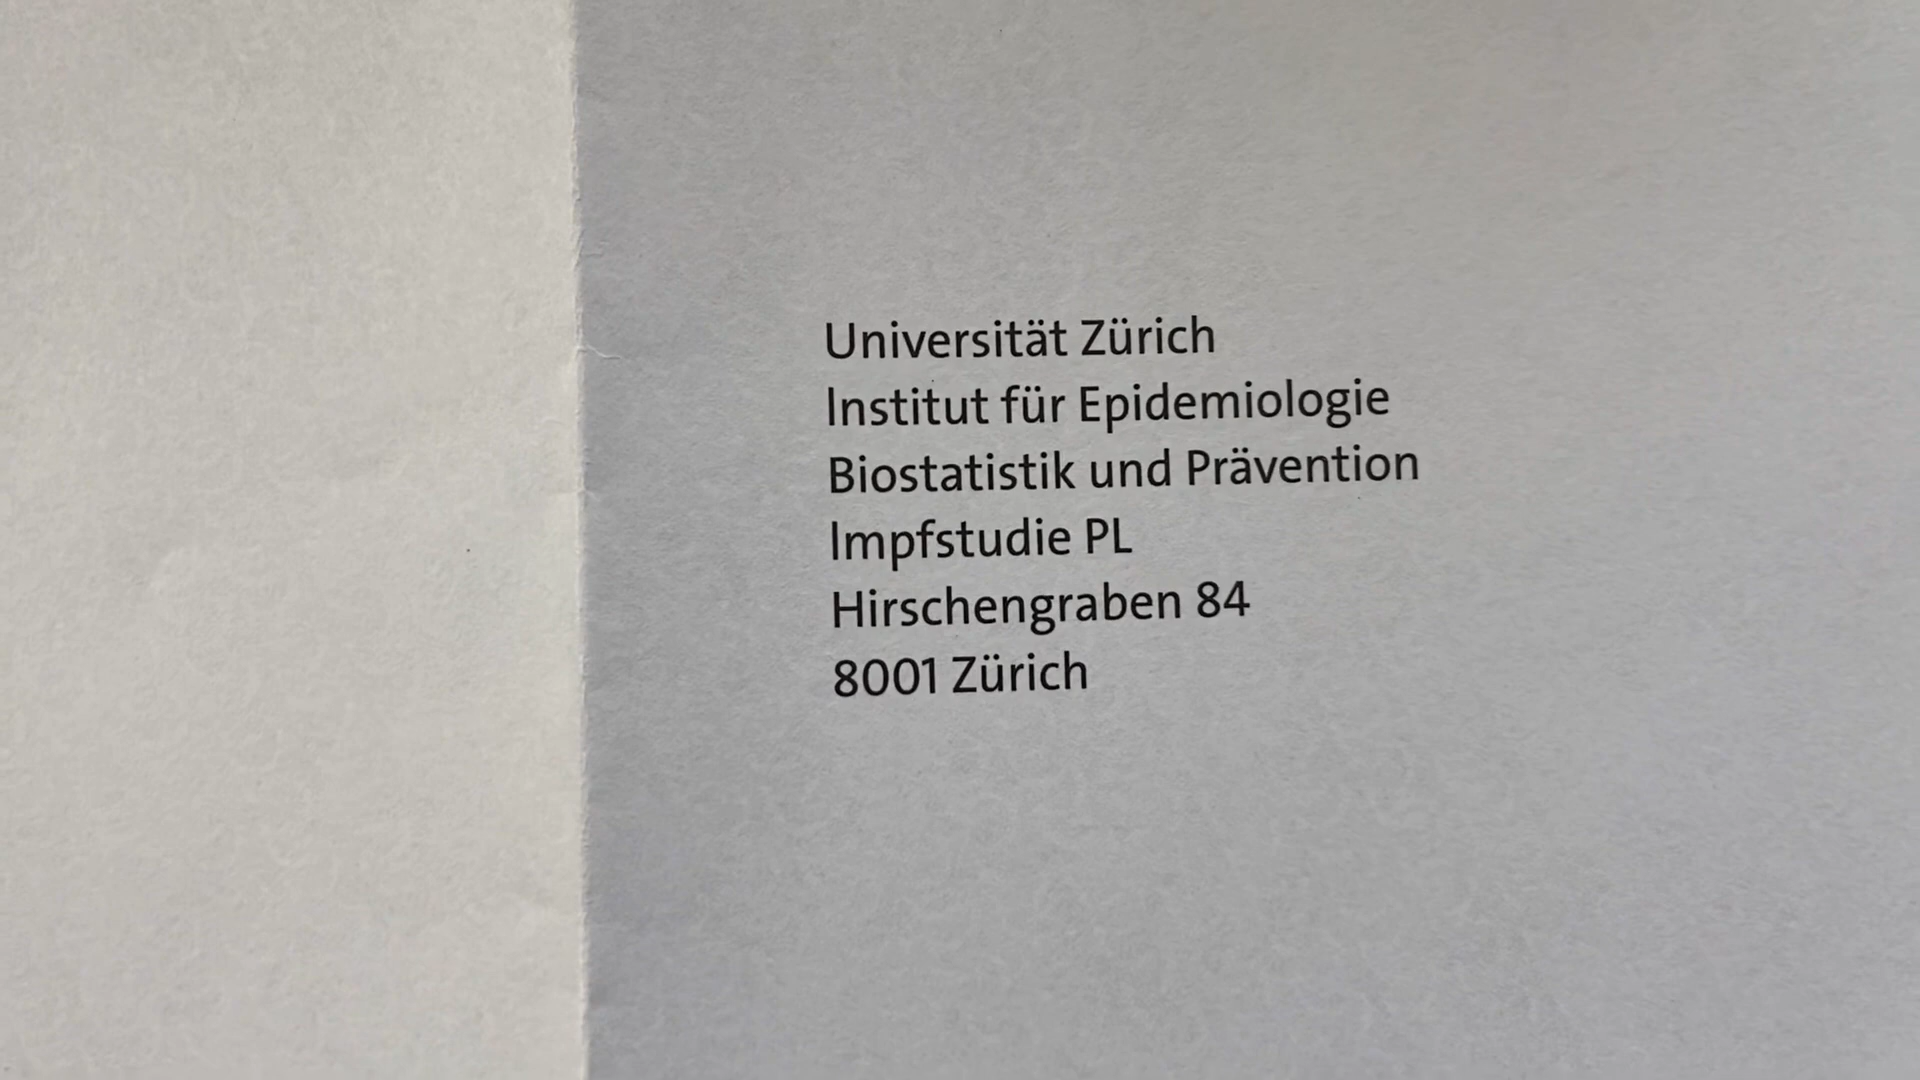 Universität Zürich
Institut für Epidemiologie
Biostatistik und Prävention
Impfstudie PL
Hirschengraben 84
8001 Zürich